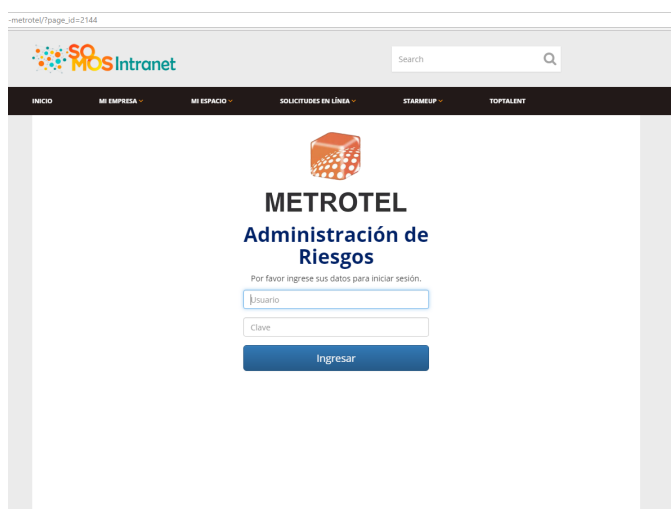 -metrotel/?page_id=2144
SOMOS Intranet
Search
INICIO MI EMPRESA MI ESPACIO SOLICITUDES EN LÍNEA STARMEUP TOPTALENT
METROTEL
Administración de
Riesgos
Por favor ingrese sus datos para iniciar sesión.
Usuario
Clave
Ingresar